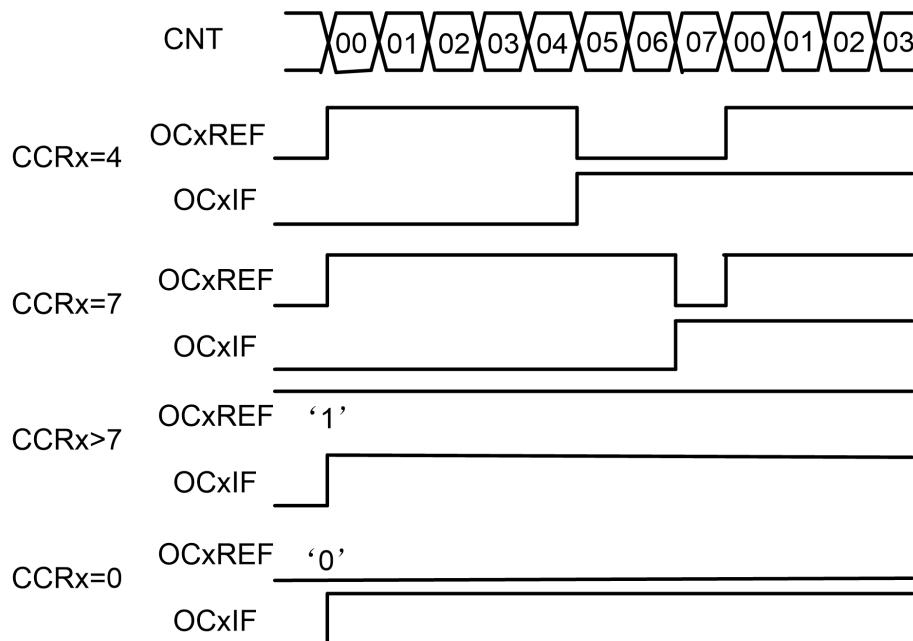 CNT 00 01 02 03 04 05 06 07 00 01 02 03
OCxREF
CCRx=4
OCxIF
OCxREF
CCRx=7
OCxIF
OCxREF ‘1’
CCRx>7
OCxIF
OCxREF ‘0’
CCRx=0
OCxIF